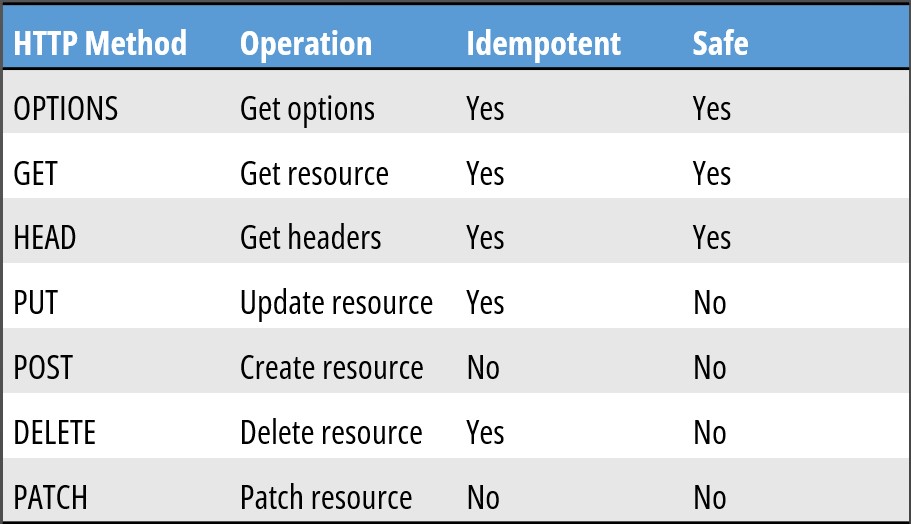 HTTP Method Operation Idempotent Safe
OPTIONS Get options Yes Yes
GET Get resource Yes Yes
HEAD Get headers Yes Yes
PUT Update resource Yes No
POST Create resource No No
DELETE Delete resource Yes No
PATCH Patch resource No No